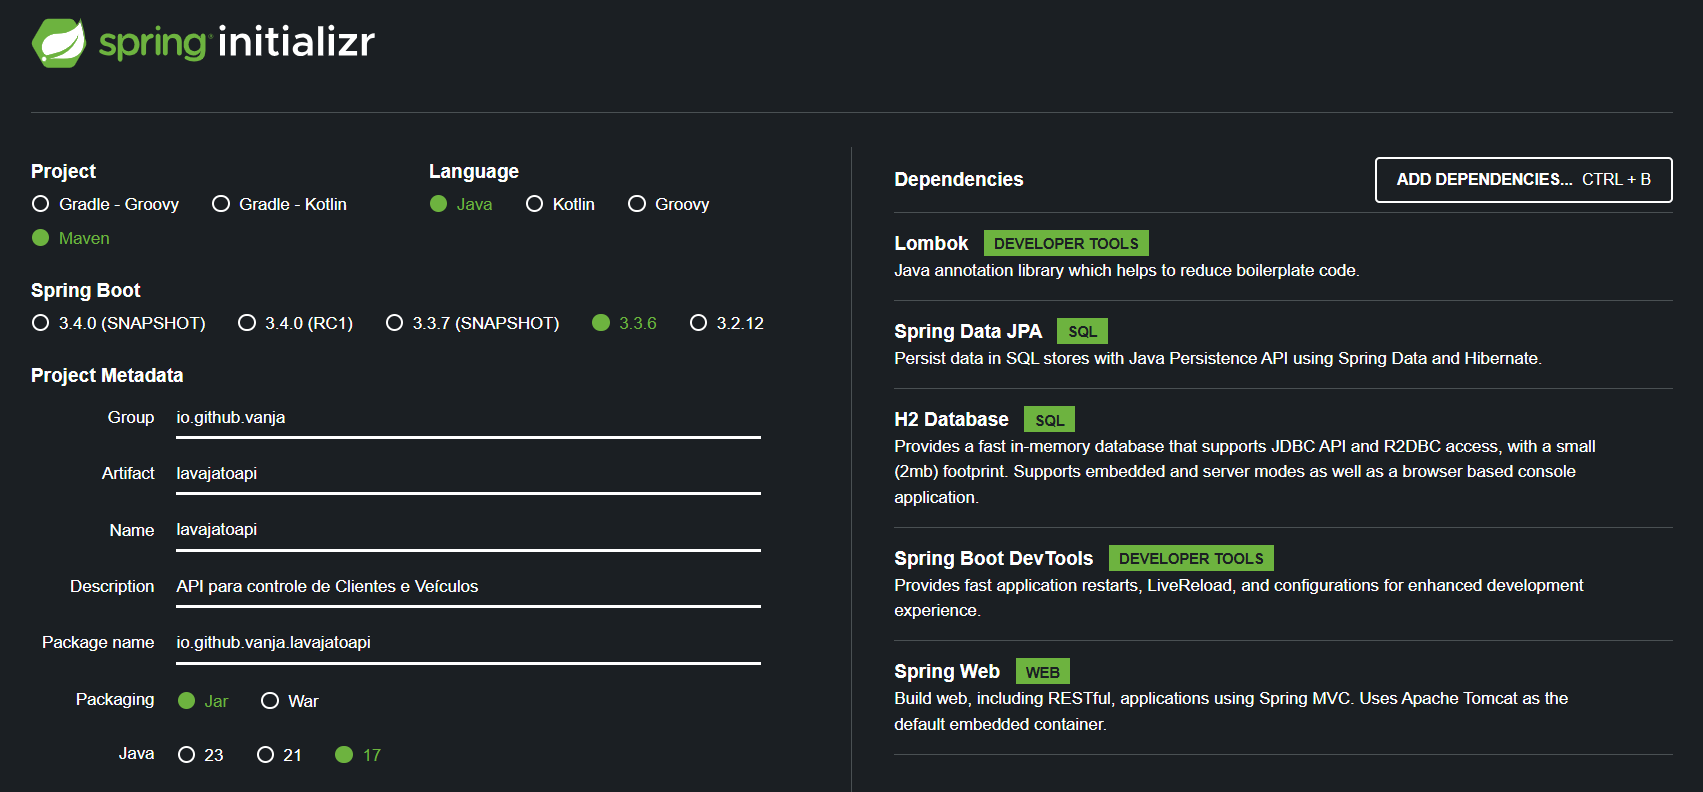 spring initializr
Project
Gradle - Groovy Gradle - Kotlin
Maven
Language
Java Kotlin Groovy
Spring Boot
3.4.0 (SNAPSHOT) 3.4.0 (RC1) 3.3.7 (SNAPSHOT) 3.3.6 3.2.12
Project Metadata
Group io.github.vanja
Artifact lavajatoapi
Name lavajatoapi
Description API para controle de Clientes e Veículos
Package name io.github.vanja.lavajatoapi
Packaging Jar War
Java 23 21 17
Dependencies ADD DEPENDENCIES... CTRL + B
Lombok DEVELOPER TOOLS
Java annotation library which helps to reduce boilerplate code.
Spring Data JPA SQL
Persist data in SQL stores with Java Persistence API using Spring Data and Hibernate.
H2 Database SQL
Provides a fast in-memory database that supports JDBC API and R2DBC access, with a small
(2mb) footprint. Supports embedded and server modes as well as a browser based console
application.
Spring Boot DevTools DEVELOPER TOOLS
Provides fast application restarts, LiveReload, and configurations for enhanced development
experience.
Spring Web WEB
Build web, including RESTful, applications using Spring MVC. Uses Apache Tomcat as the
default embedded container.